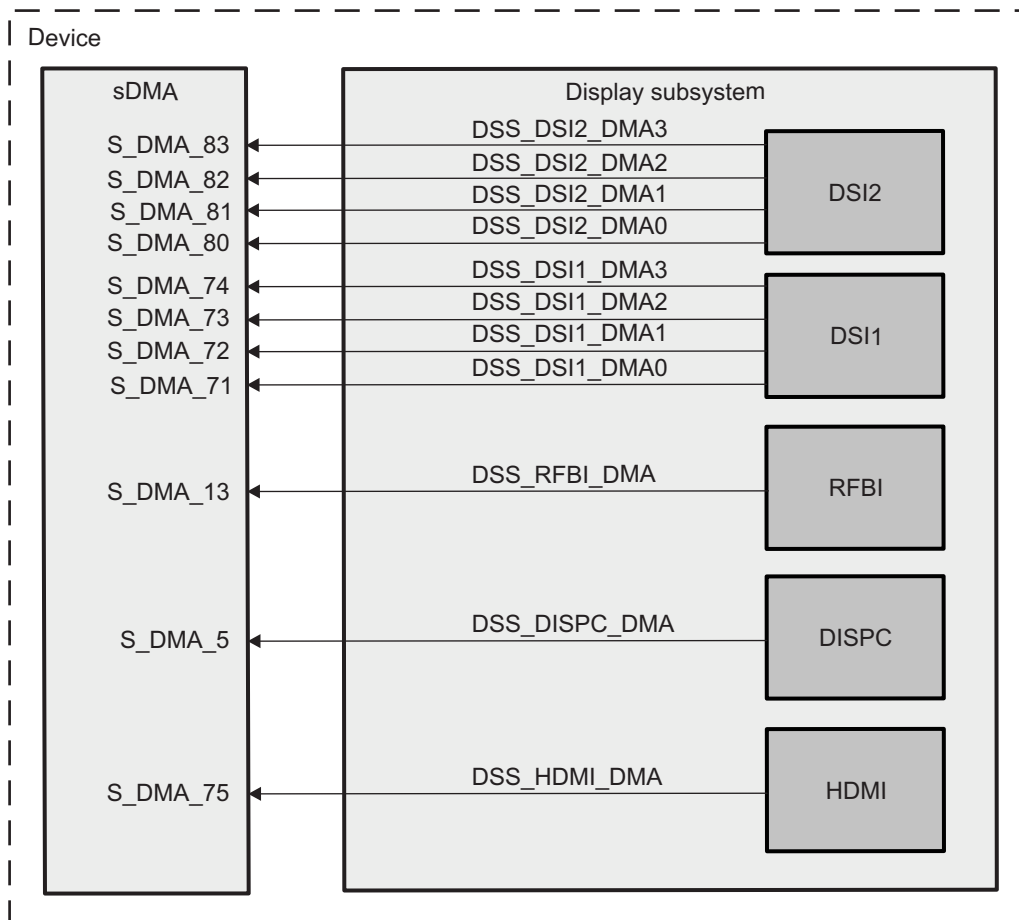 Device
sDMA
Display subsystem
S_DMA_83
DSS_DSI2_DMA3
S_DMA_82
DSS_DSI2_DMA2
S_DMA_81
DSS_DSI2_DMA1
S_DMA_80
DSS_DSI2_DMA0
DSI2
S_DMA_74
DSS_DSI1_DMA3
S_DMA_73
DSS_DSI1_DMA2
S_DMA_72
DSS_DSI1_DMA1
S_DMA_71
DSS_DSI1_DMA0
DSI1
S_DMA_13
DSS_RFBI_DMA
RFBI
S_DMA_5
DSS_DISPC_DMA
DISPC
S_DMA_75
DSS_HDMI_DMA
HDMI